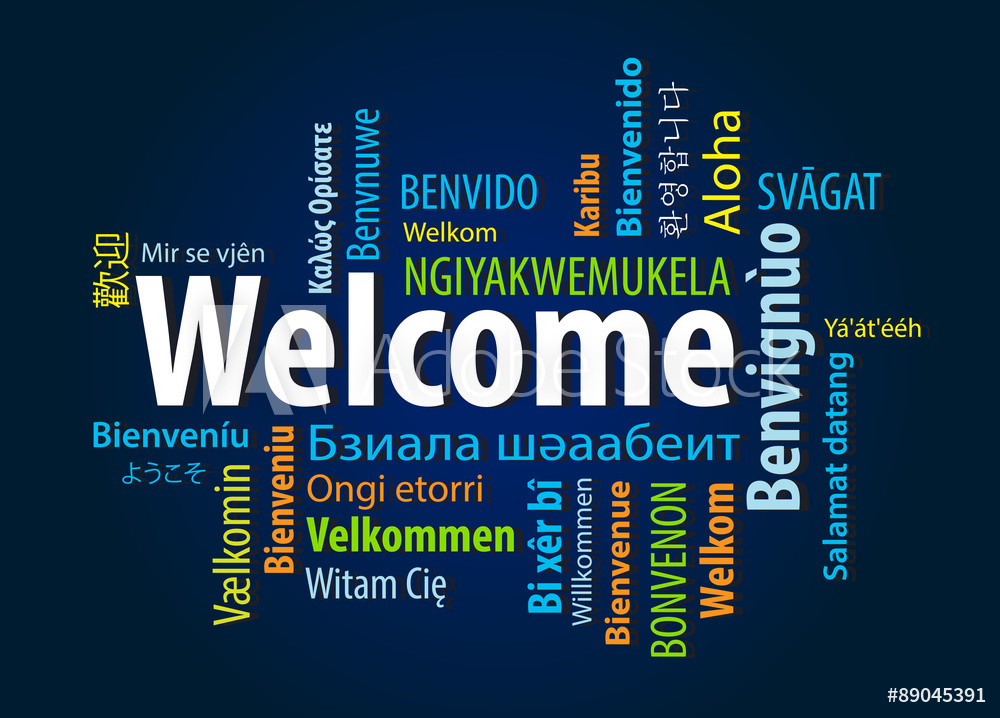 Bienvenido
환영합니다
Aloha
Καλώς Ορίσατε
Benvnuwe
Karibu
BENVIDO
SVĀGAT
Welkom
歡迎
Mir se vjên
NGIYAKWEMUKELA
Benvignùo
Welcome
Yá'át'ééh
Adobe Stock
Salamat datang
Bienveníu
Bienveniu
Бзиала шәаабеит
ようこそ
Vælkomin
Ongi etorri
Bi xêr bî
Willkommen
Bienvenue
BONVENON
Welkom
Velkommen
Witam Cię
#89045391